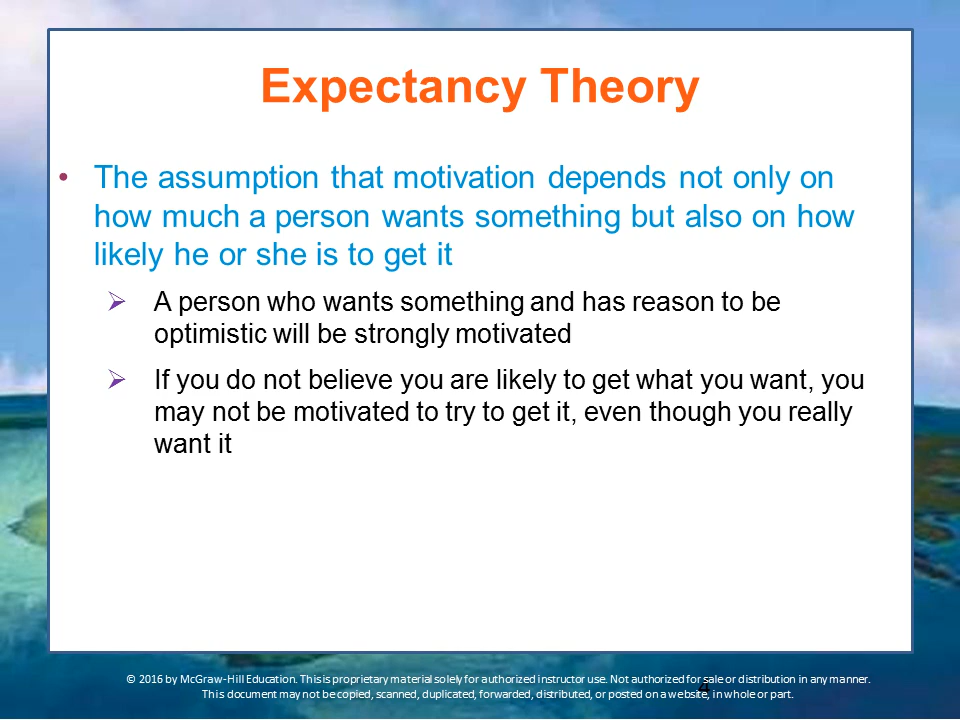 Expectancy Theory
• The assumption that motivation depends not only on
how much a person wants something but also on how
likely he or she is to get it
➢ A person who wants something and has reason to be
optimistic will be strongly motivated
➢ If you do not believe you are likely to get what you want, you
may not be motivated to try to get it, even though you really
want it
© 2016 by McGraw-Hill Education. This is proprietary material solely for authorized instructor use. Not authorized for sale or distribution in any manner.
This document may not be copied, scanned, duplicated, forwarded, distributed, or posted on a website, in whole or part.
4